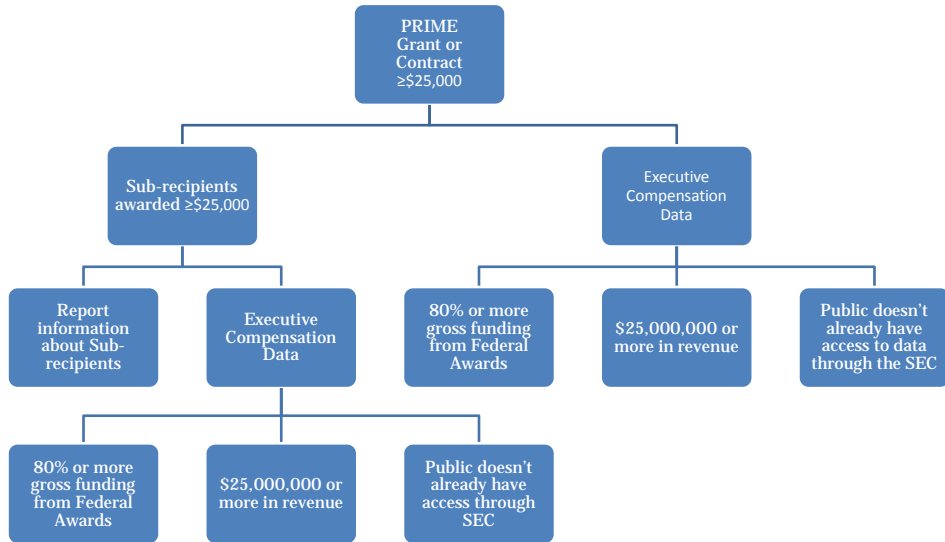 PRIME
Grant or
Contract
≥$25,000
Sub-recipients
awarded ≥$25,000
Executive
Compensation
Data
Report
information
about Sub-
recipients
Executive
Compensation
Data
80% or more
gross funding
from Federal
Awards
$25,000,000 or
more in revenue
Public doesn't
already have
access to data
through the SEC
80% or more
gross funding
from Federal
Awards
$25,000,000 or
more in revenue
Public doesn't
already have
access through
SEC